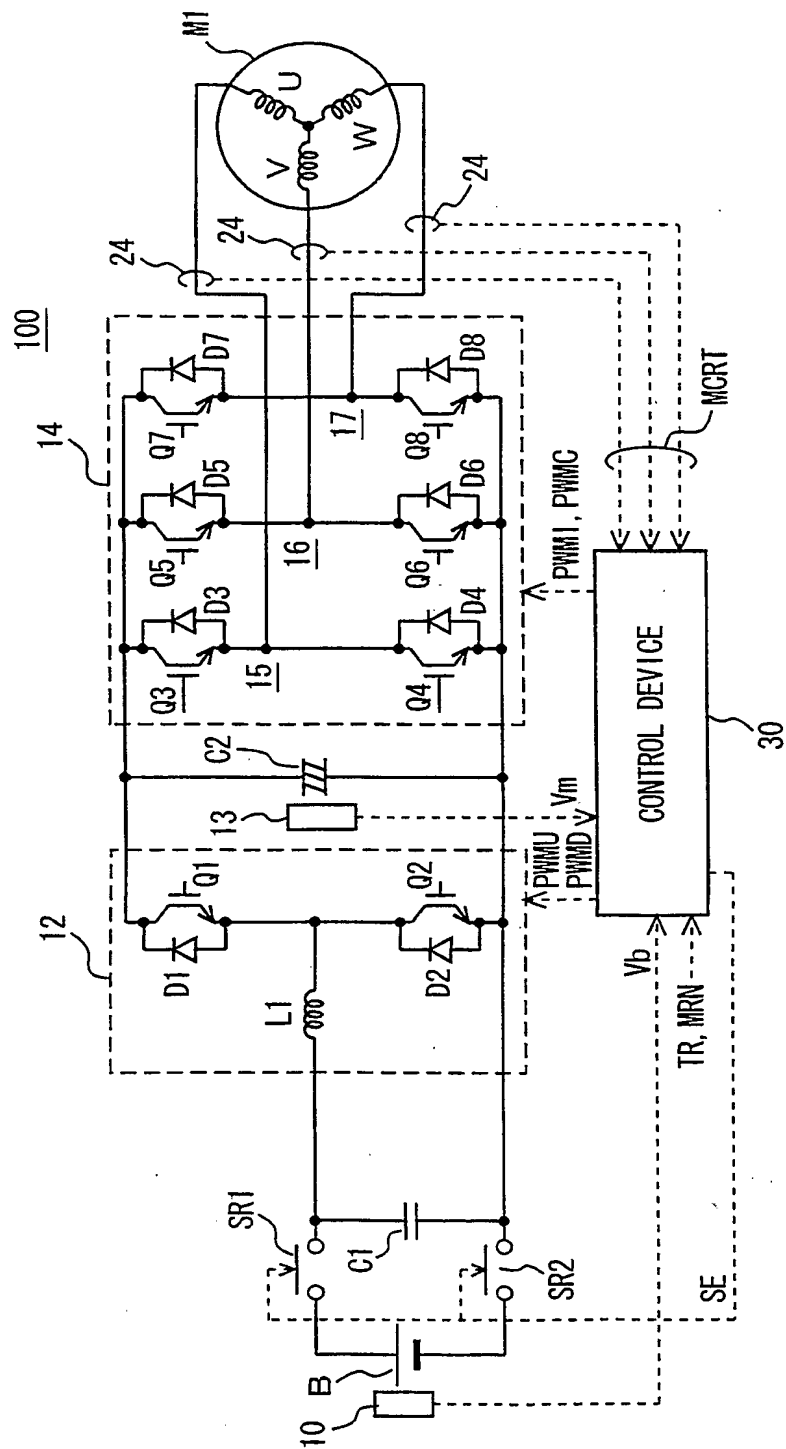 100
M1
U
V
W
24
24
24
14
Q7
D7
Q5
D5
Q3
D3
17
16
15
Q8
D8
Q6
D6
Q4
D4
MCRT
PWMI, PWMC
C2
13
Vm
12
Q1
D1
Q2
D2
L1
PWMU
PWMD
CONTROL DEVICE
30
Vb
TR, MRN
SE
SR1
C1
SR2
B
10